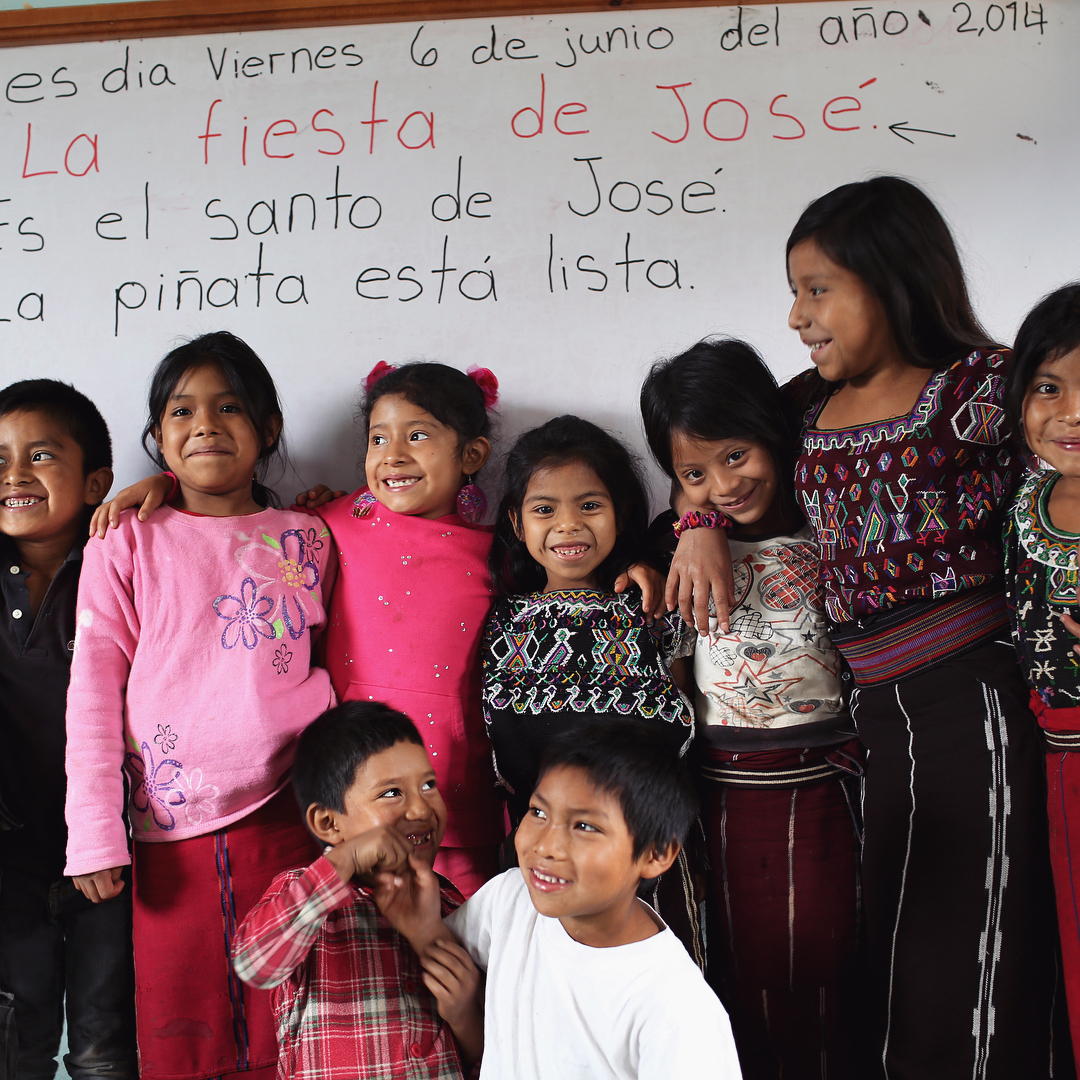 es dia Viernes 6 de junio del año 2,014
La fiesta de José.
Es el santo de José.
La piñata está lista.